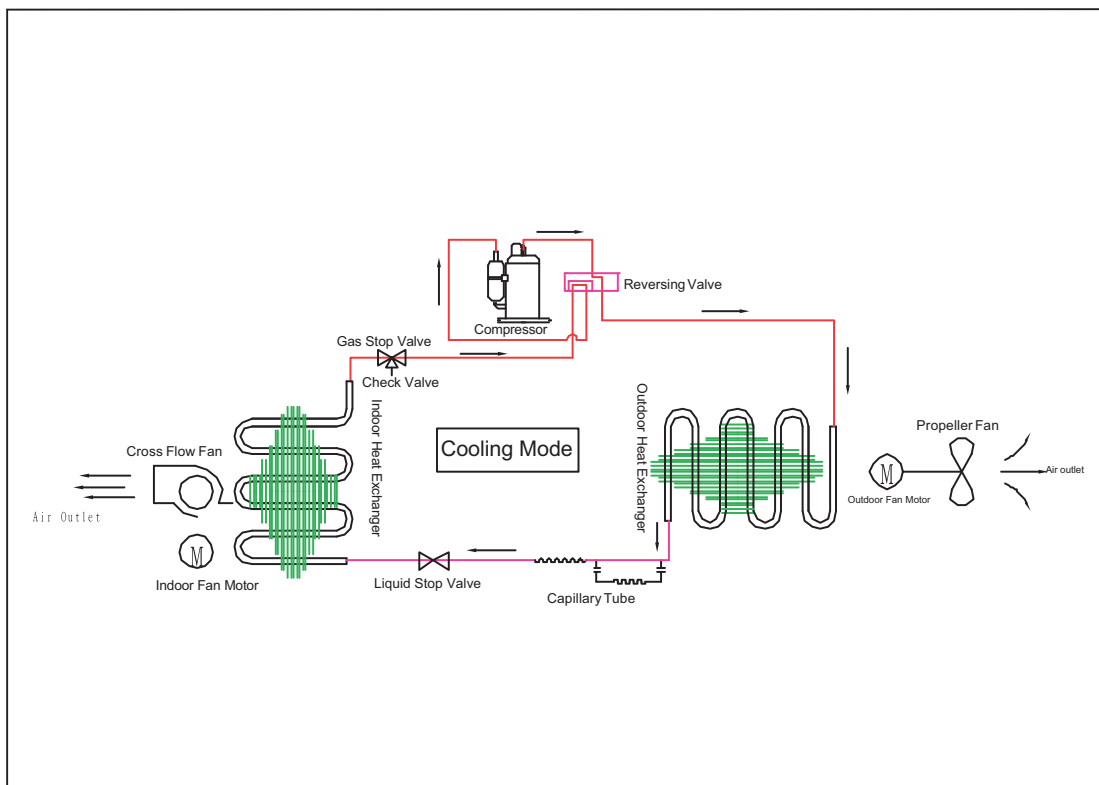 Reversing Valve
Compressor
Gas Stop Valve
Check Valve
Indoor Heat Exchanger
Outdoor Heat Exchanger
Cooling Mode
Cross Flow Fan
Propeller Fan
M
Air outlet
Outdoor Fan Motor
Air Outlet
M
Indoor Fan Motor
Liquid Stop Valve
Capillary Tube